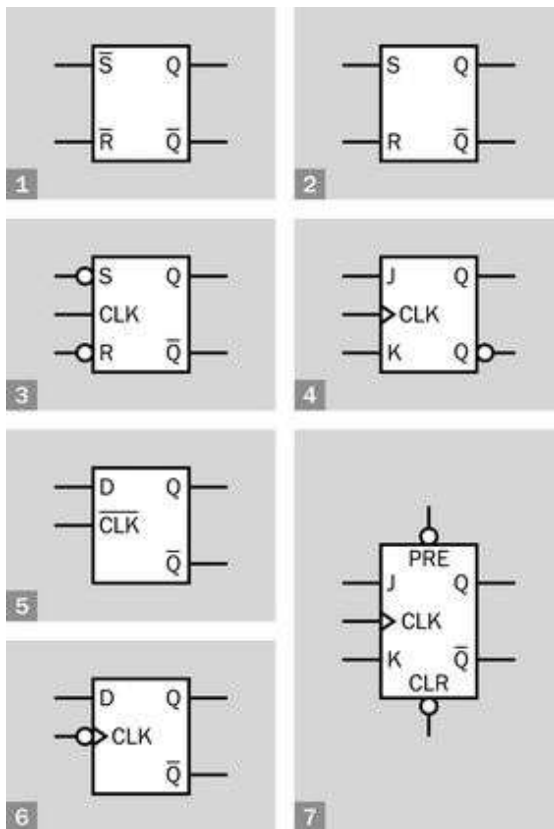 S̅ Q
R̅ Q̅
1
S Q
R Q̅
2
S Q
CLK
R Q̅
3
J Q
CLK
K Q
4
D Q
C̅L̅K̅
Q̅
5
D Q
CLK
Q̅
6
PRE
J Q
CLK
K Q̅
CLR
7